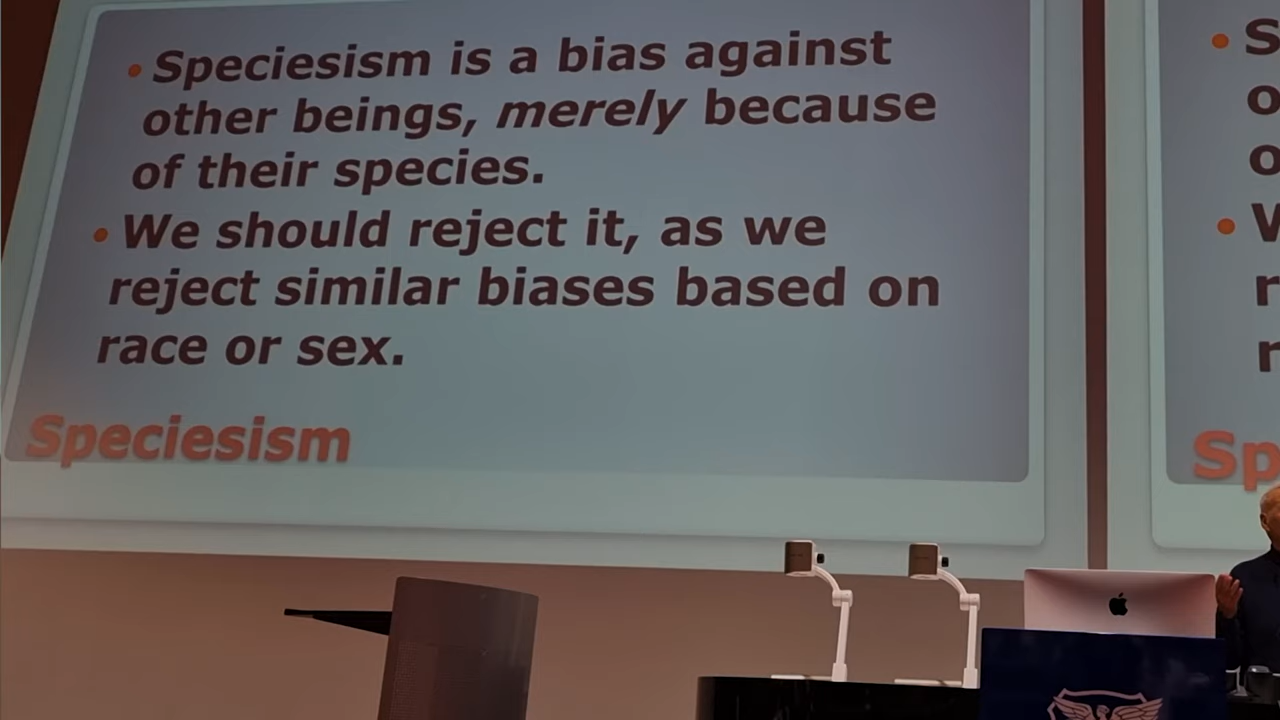 • Speciesism is a bias against
other beings, merely because
of their species.
• We should reject it, as we
reject similar biases based on
race or sex.
Speciesism
• S
o
o
• W
r
r
Sp